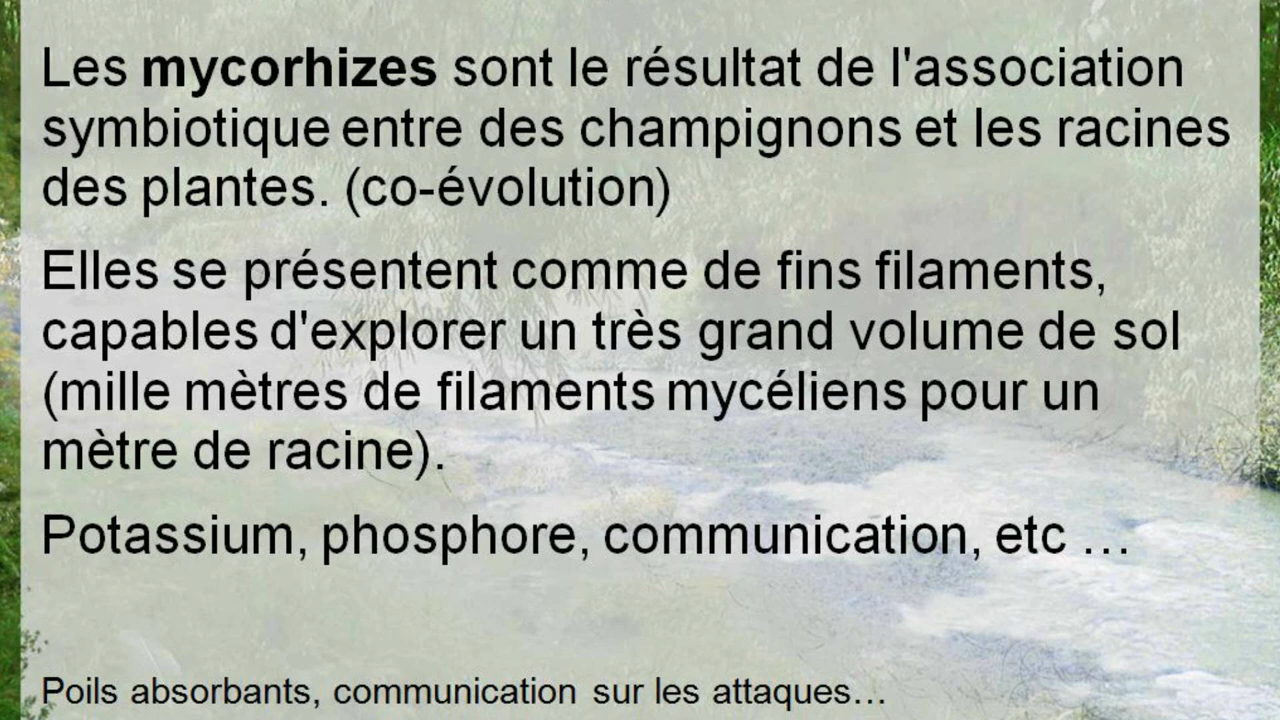 Les mycorhizes sont le résultat de l'association
symbiotique entre des champignons et les racines
des plantes. (co-évolution)
Elles se présentent comme de fins filaments,
capables d'explorer un très grand volume de sol
(mille mètres de filaments mycéliens pour un
mètre de racine).
Potassium, phosphore, communication, etc …
Poils absorbants, communication sur les attaques…